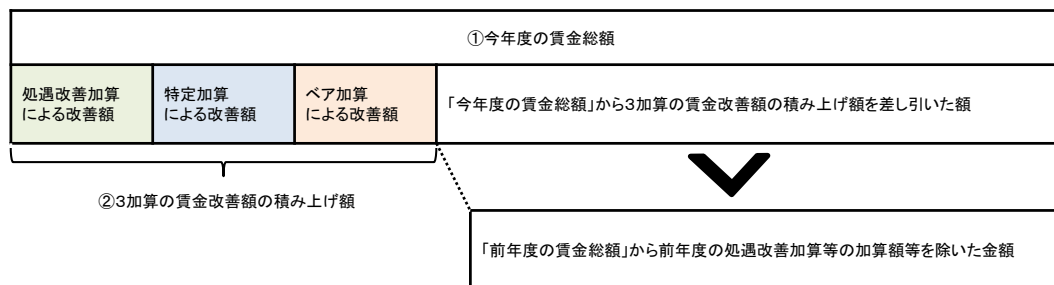 ①今年度の賃金総額
処遇改善加算
による改善額
特定加算
による改善額
ベア加算
による改善額
「今年度の賃金総額」から3加算の賃金改善額の積み上げ額を差し引いた額
②3加算の賃金改善額の積み上げ額
「前年度の賃金総額」から前年度の処遇改善加算等の加算額等を除いた金額